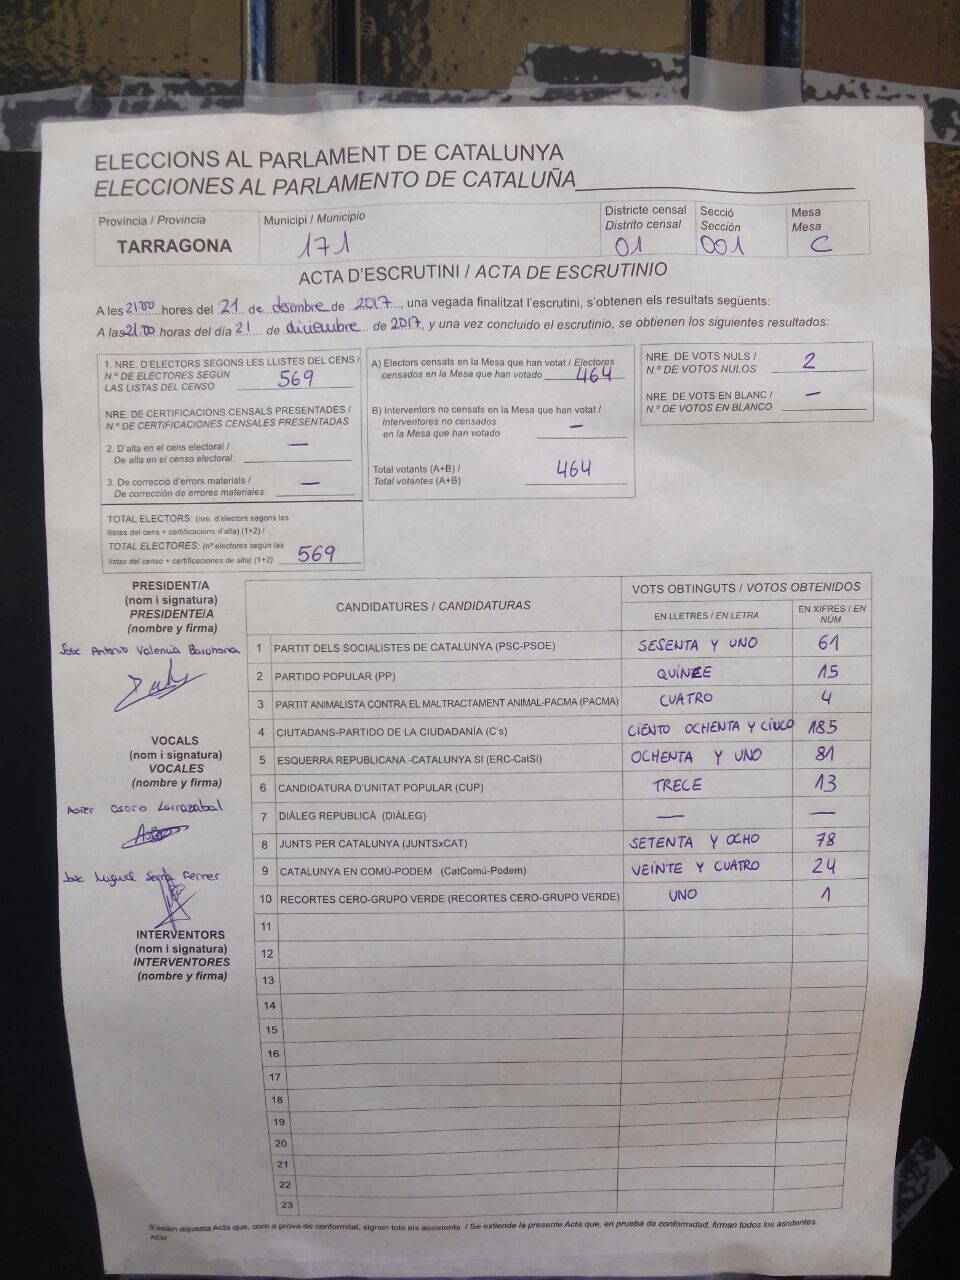 ELECCIONS AL PARLAMENT DE CATALUNYA
ELECCIONES AL PARLAMENTO DE CATALUÑA
Provincia / Provincia
TARRAGONA
Municipi / Municipio
171
Districte censal
Distrito censal
01
Secció
Sección
001
Mesa
Mesa
C
ACTA D'ESCRUTINI / ACTA DE ESCRUTINIO
A les 21:00 hores del 21 de desembre de 2017, una vegada finalitzat l'escrutini, s'obtenen els resultats següents:
A las 21:00 horas del día 21 de diciembre de 2017, y una vez concluido el escrutinio, se obtienen los siguientes resultados:
1. NRE. D'ELECTORS SEGONS LES LLISTES DEL CENS /
N.º DE ELECTORES SEGÚN
LAS LISTAS DEL CENSO 569
NRE. DE CERTIFICACIONS CENSALS PRESENTADES /
N.º DE CERTIFICACIONES CENSALES PRESENTADAS
2. D'alta en el cens electoral / —
De alta en el censo electoral:
3. De correcció d'errors materials / —
De corrección de errores materiales:
TOTAL ELECTORS: (nre. d'electors segons les
llistes del cens + certificacions d'alta) (1+2) /
TOTAL ELECTORES: (nº electores según las
listas del censo + certificaciones de alta) (1+2) 569
A) Electors censats en la Mesa que han votat / Electores
censados en la Mesa que han votado 464
B) Interventors no censats en la Mesa que han votat /
Interventores no censados
en la Mesa que han votado —
Total votants (A+B) /
Total votantes (A+B) 464
NRE. DE VOTS NULS /
N.º DE VOTOS NULOS 2
NRE. DE VOTS EN BLANC /
N.º DE VOTOS EN BLANCO —
PRESIDENT/A
(nom i signatura)
PRESIDENTE/A
(nombre y firma)
Jose Antonio Valencia Barahona
VOCALS
(nom i signatura)
VOCALES
(nombre y firma)
Asier Osoro Larrazabal
Jose Miguel Serra Ferrer
INTERVENTORS
(nom i signatura)
INTERVENTORES
(nombre y firma)
CANDIDATURES / CANDIDATURAS
VOTS OBTINGUTS / VOTOS OBTENIDOS
EN LLETRES / EN LETRA
EN XIFRES / EN NÚM.
1 PARTIT DELS SOCIALISTES DE CATALUNYA (PSC-PSOE) SESENTA Y UNO 61
2 PARTIDO POPULAR (PP) QUINZE 15
3 PARTIT ANIMALISTA CONTRA EL MALTRACTAMENT ANIMAL-PACMA (PACMA) CUATRO 4
4 CIUTADANS-PARTIDO DE LA CIUDADANÍA (C's) CIENTO OCHENTA Y CINCO 185
5 ESQUERRA REPUBLICANA -CATALUNYA SI (ERC-CatSí) OCHENTA Y UNO 81
6 CANDIDATURA D'UNITAT POPULAR (CUP) TRECE 13
7 DIÀLEG REPUBLICÀ (DIÀLEG) — —
8 JUNTS PER CATALUNYA (JUNTSxCAT) SETENTA Y OCHO 78
9 CATALUNYA EN COMÚ-PODEM (CatComú-Podem) VEINTE Y CUATRO 24
10 RECORTES CERO-GRUPO VERDE (RECORTES CERO-GRUPO VERDE) UNO 1
11
12
13
14
15
16
17
18
19
20
21
22
23
S'estén aquesta Acta que, com a prova de conformitat, signen tots els assistents. / Se extiende la presente Acta que, en prueba de conformidad, firman todos los asistentes.
AEM